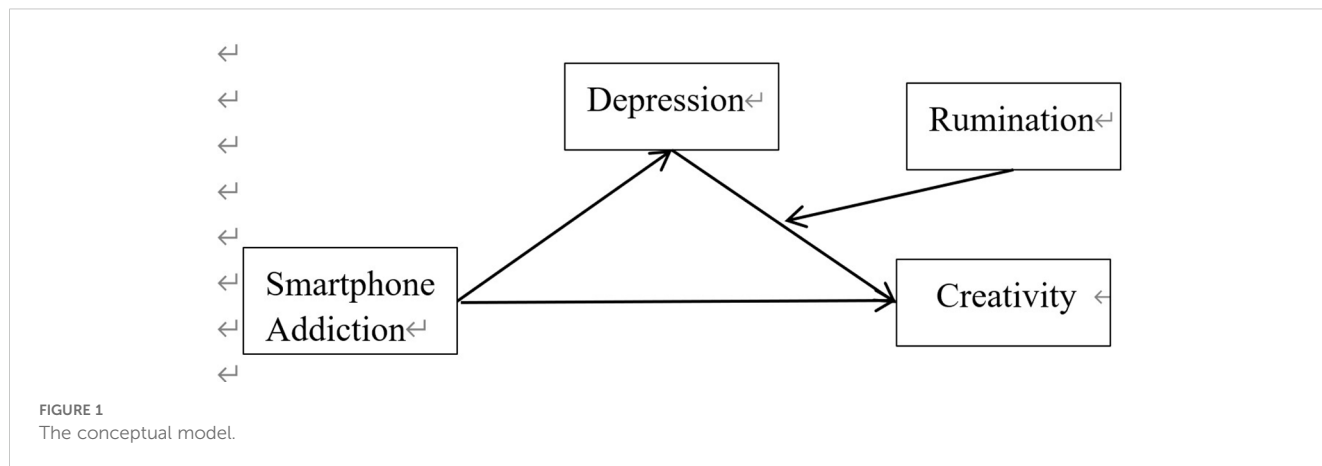 Depression
Rumination
Smartphone
Addiction
Creativity
FIGURE 1
The conceptual model.